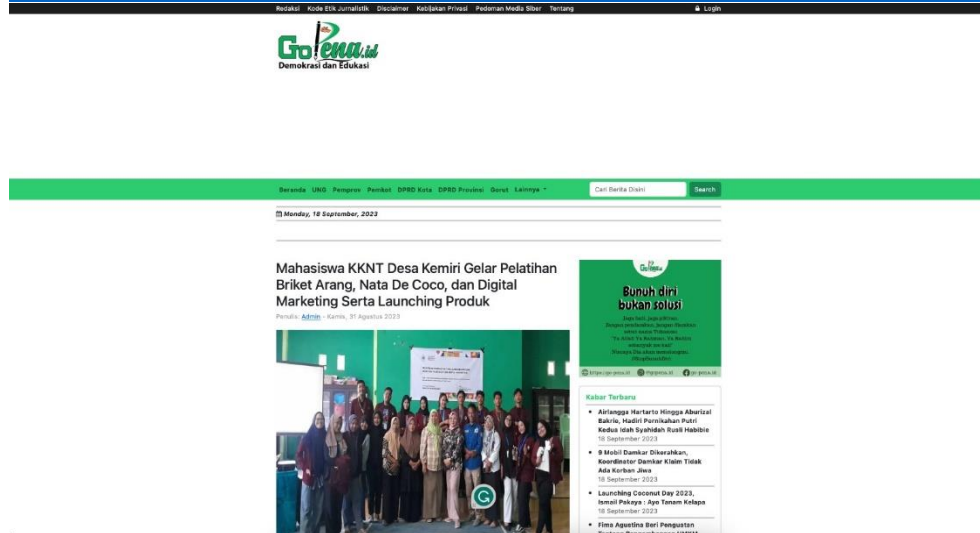 Redaksi Kode Etik Jurnalistik Disclaimer Kebijakan Privasi Pedoman Media Siber Tentang Login
GoPena.id
Demokrasi dan Edukasi
Beranda UNG Pemprov Pemkot DPRD Kota DPRD Provinsi Gorut Lainnya Cari Berita Disini Search
Monday, 18 September, 2023
Mahasiswa KKNT Desa Kemiri Gelar Pelatihan
Briket Arang, Nata De Coco, dan Digital
Marketing Serta Launching Produk
Penulis: Admin - Kamis, 31 Agustus 2023
Bunuh diri
bukan solusi
Kabar Terbaru
Airlangga Hartarto Hingga Aburizal
Bakrie, Hadiri Pernikahan Putri
Kedua Idah Syahidah Rusli Habibie
18 September 2023
9 Mobil Damkar Dikerahkan,
Koordinator Damkar Klaim Tidak
Ada Korban Jiwa
18 September 2023
Launching Coconut Day 2023,
Ismail Pakaya : Ayo Tanam Kelapa
18 September 2023
Fima Agustina Beri Penguatan